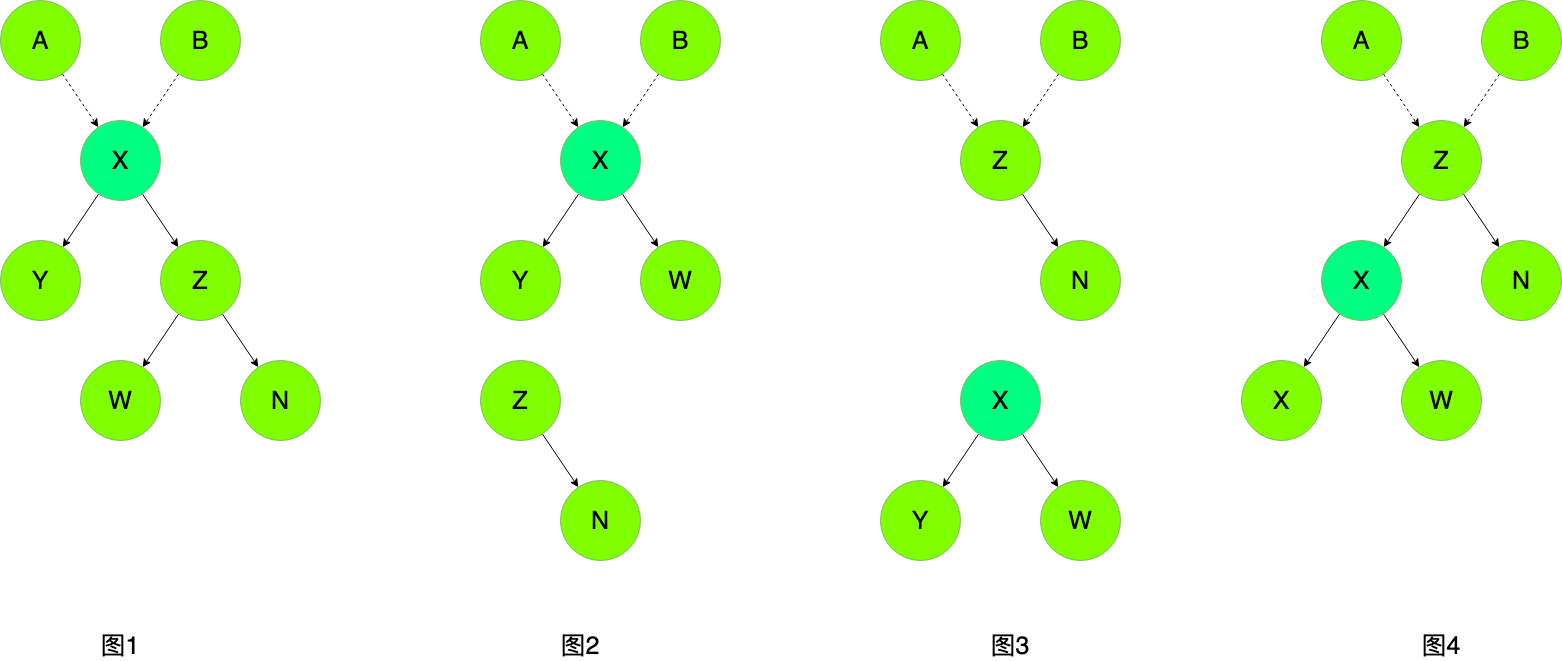 A B A B A B A B
X X Z Z
Y Z Y W N X N
W N Z X X W
N Y W
图1 图2 图3 图4